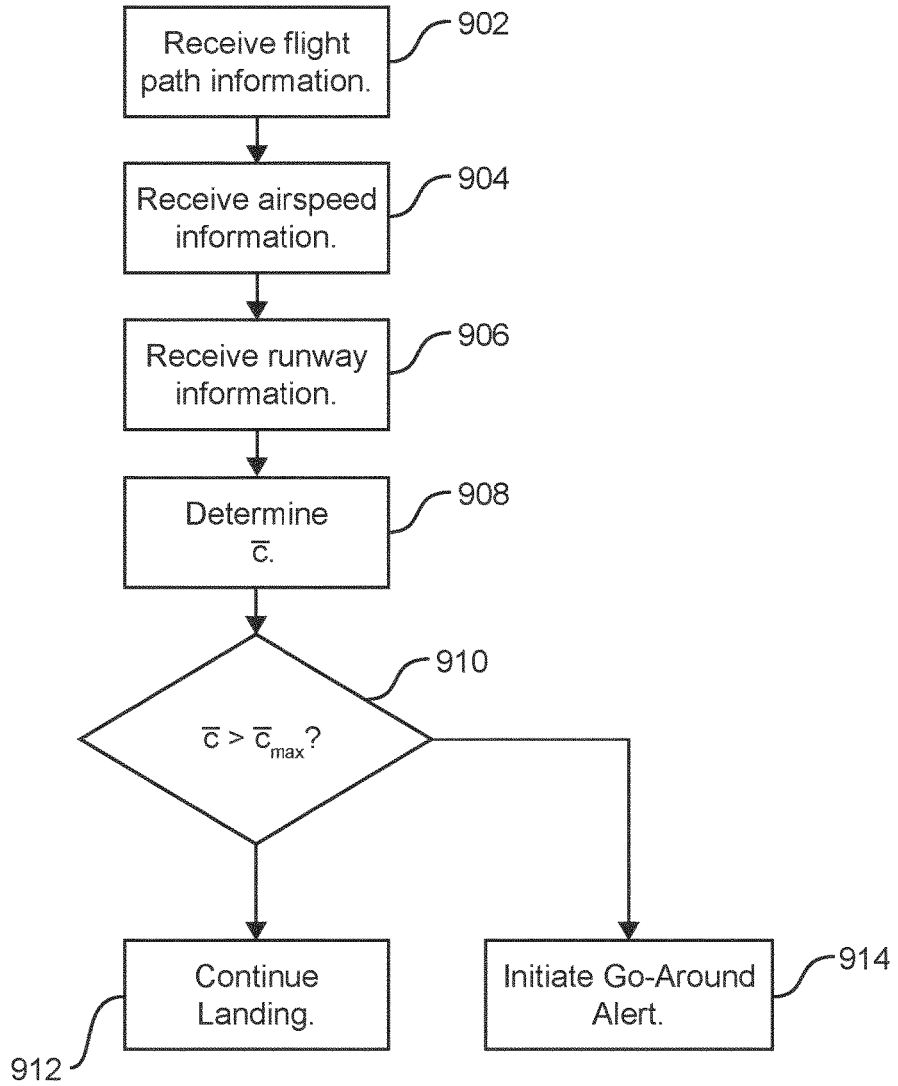 Receive flight
path information.
902
Receive airspeed
information.
904
Receive runway
information.
906
Determine
c̅.
908
c̅ > c̅max?
910
Continue
Landing.
912
Initiate Go-Around
Alert.
914